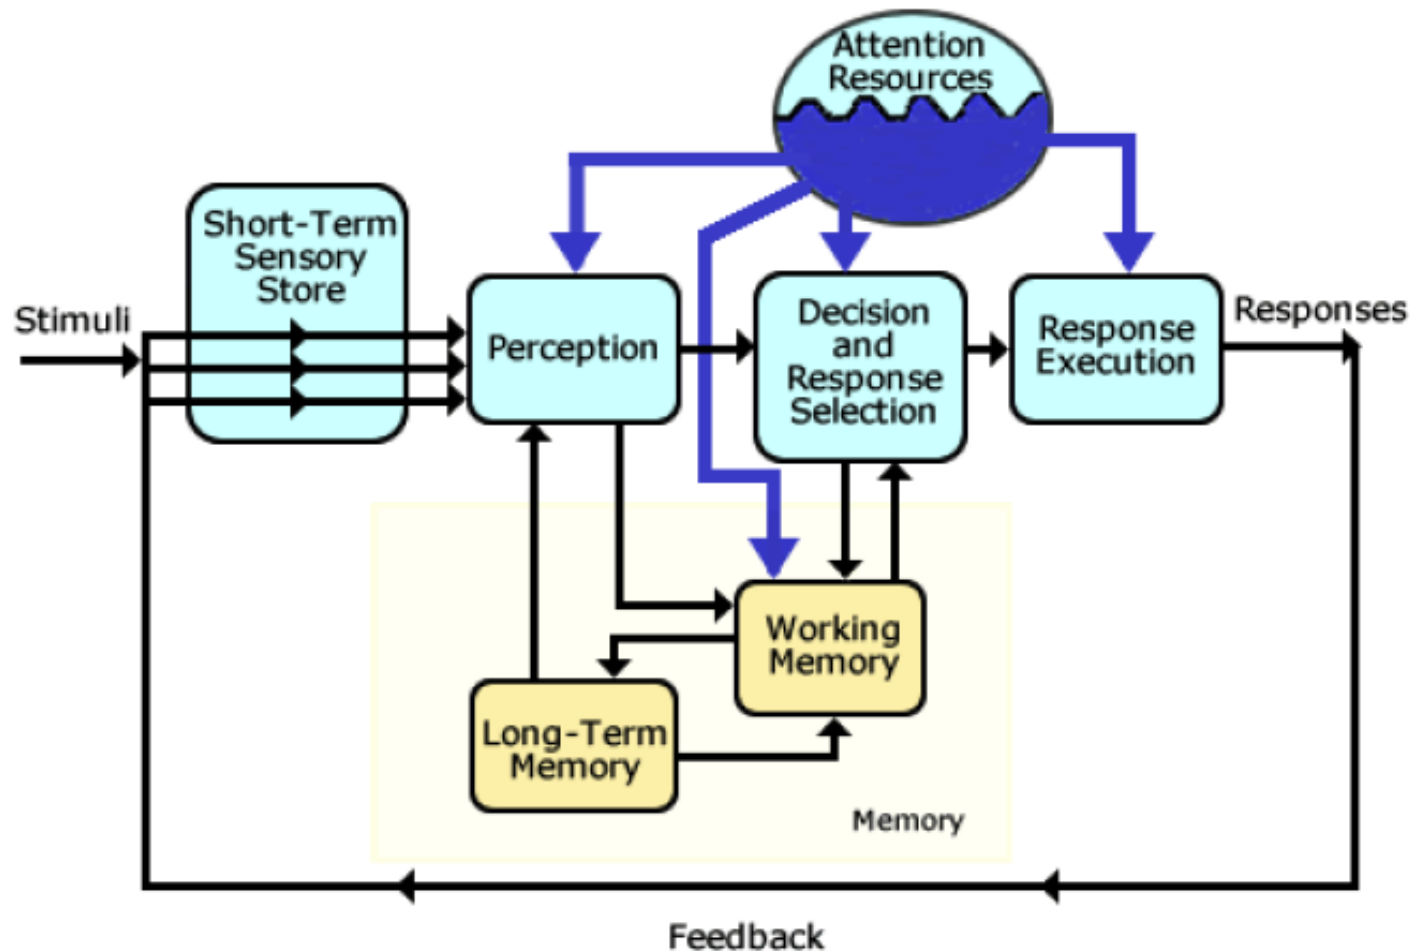 Attention
Resources
Short-Term
Sensory
Store
Stimuli
Perception
Decision
and
Response
Selection
Response
Execution
Responses
Working
Memory
Long-Term
Memory
Memory
Feedback